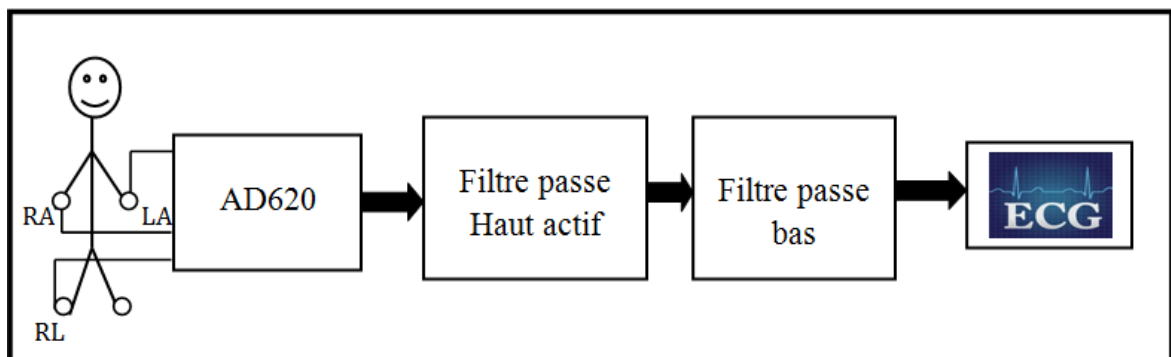 RA
LA
RL
AD620
Filtre passe
Haut actif
Filtre passe
bas
ECG